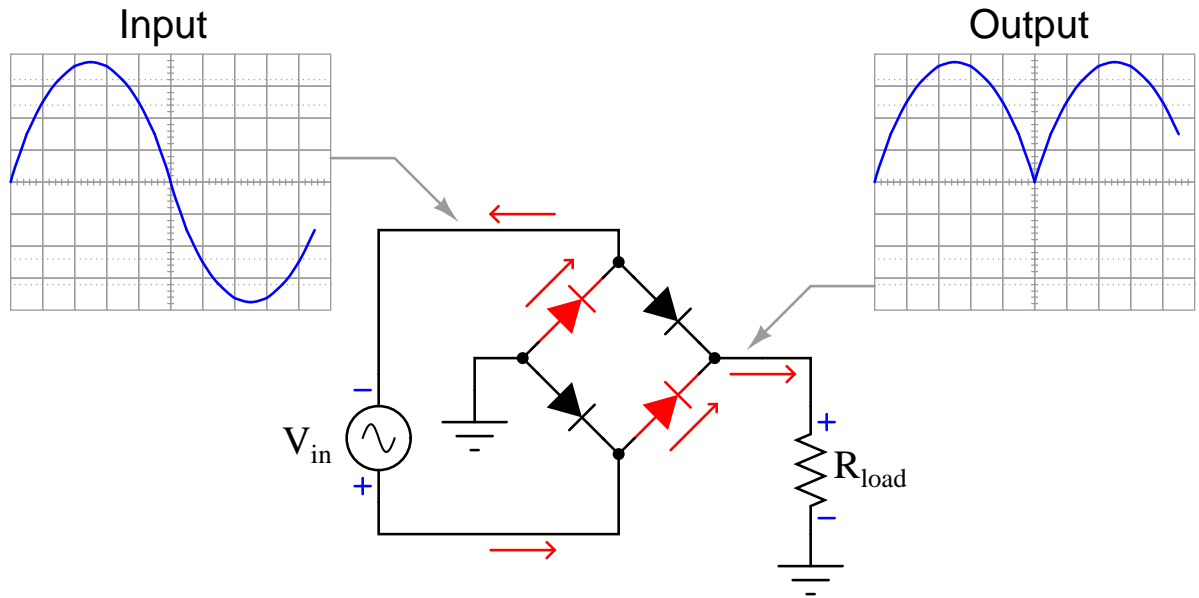 Input
Output
−
V_in
+
+
R_load
−